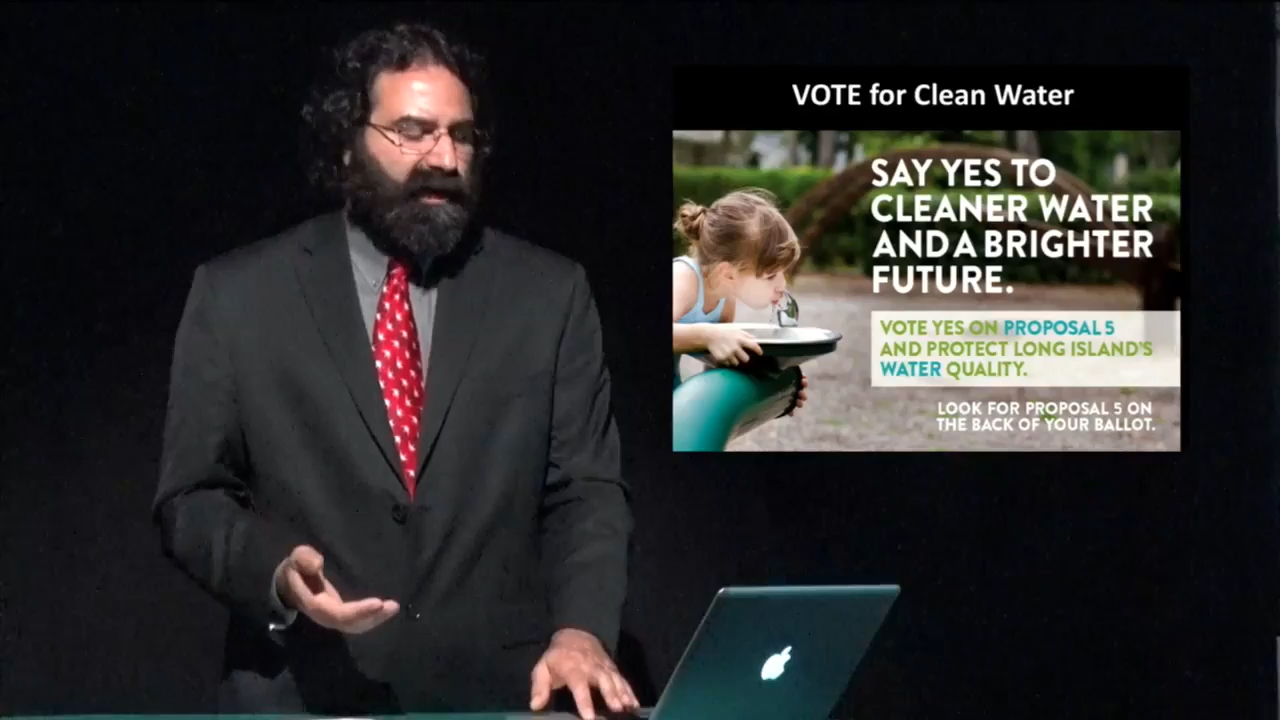 VOTE for Clean Water
SAY YES TO
CLEANER WATER
AND A BRIGHTER
FUTURE.
VOTE YES ON PROPOSAL 5
AND PROTECT LONG ISLAND'S
WATER QUALITY.
LOOK FOR PROPOSAL 5 ON
THE BACK OF YOUR BALLOT.